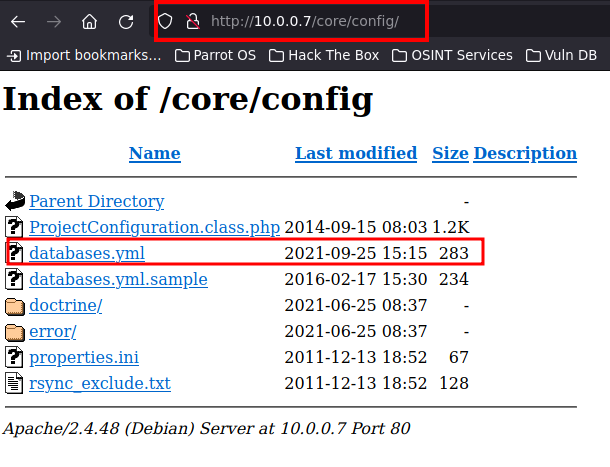 http://10.0.0.7/core/config/
Import bookmarks... Parrot OS Hack The Box OSINT Services Vuln DB
Index of /core/config
Name Last modified Size Description
Parent Directory -
ProjectConfiguration.class.php 2014-09-15 08:03 1.2K
databases.yml 2021-09-25 15:15 283
databases.yml.sample 2016-02-17 15:30 234
doctrine/ 2021-06-25 08:37 -
error/ 2021-06-25 08:37 -
properties.ini 2011-12-13 18:52 67
rsync_exclude.txt 2011-12-13 18:52 128
Apache/2.4.48 (Debian) Server at 10.0.0.7 Port 80